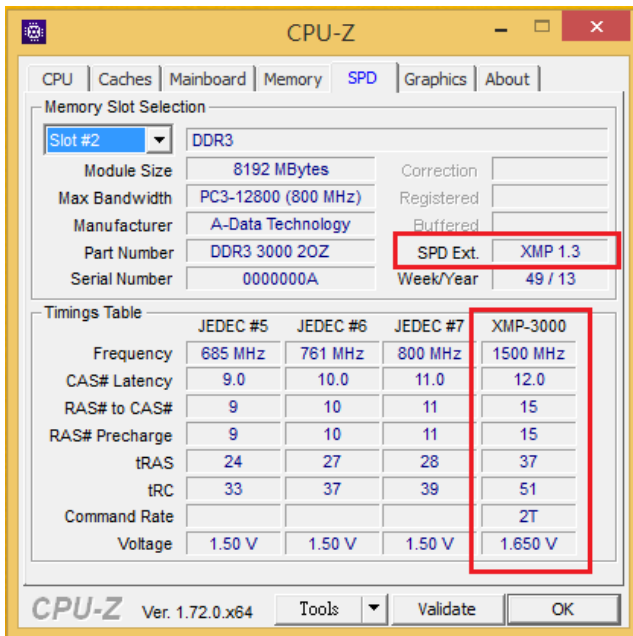 CPU-Z
CPU Caches Mainboard Memory SPD Graphics About
Memory Slot Selection
Slot #2 DDR3
Module Size 8192 MBytes Correction
Max Bandwidth PC3-12800 (800 MHz) Registered
Manufacturer A-Data Technology Buffered
Part Number DDR3 3000 2OZ SPD Ext. XMP 1.3
Serial Number 0000000A Week/Year 49 / 13
Timings Table
JEDEC #5 JEDEC #6 JEDEC #7 XMP-3000
Frequency 685 MHz 761 MHz 800 MHz 1500 MHz
CAS# Latency 9.0 10.0 11.0 12.0
RAS# to CAS# 9 10 11 15
RAS# Precharge 9 10 11 15
tRAS 24 27 28 37
tRC 33 37 39 51
Command Rate 2T
Voltage 1.50 V 1.50 V 1.50 V 1.650 V
CPU-Z Ver. 1.72.0.x64 Tools Validate OK